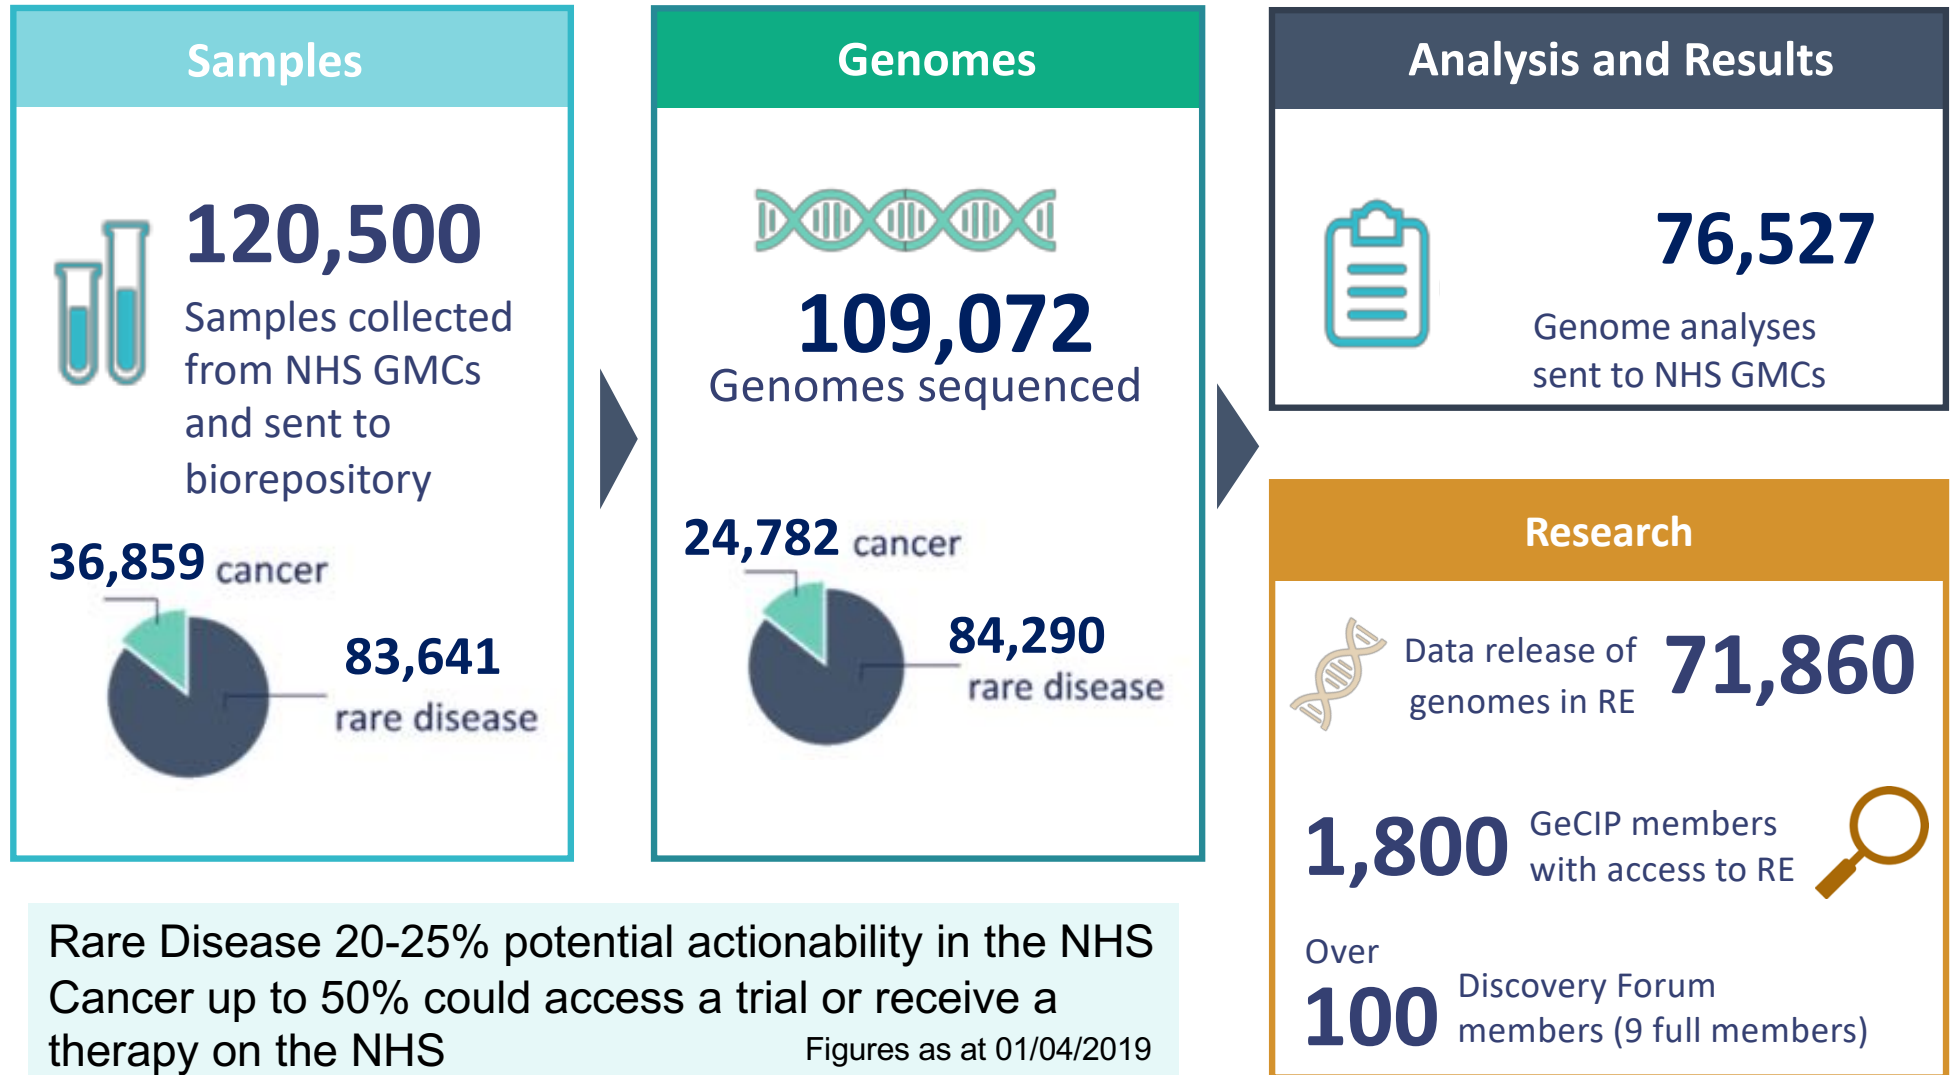 Samples
120,500
Samples collected
from NHS GMCs
and sent to
biorepository
36,859 cancer
83,641
rare disease
Genomes
109,072
Genomes sequenced
24,782 cancer
84,290
rare disease
Analysis and Results
76,527
Genome analyses
sent to NHS GMCs
Research
Data release of
genomes in RE
71,860
1,800
GeCIP members
with access to RE
Over
100
Discovery Forum
members (9 full members)
Rare Disease 20-25% potential actionability in the NHS
Cancer up to 50% could access a trial or receive a
therapy on the NHS
Figures as at 01/04/2019